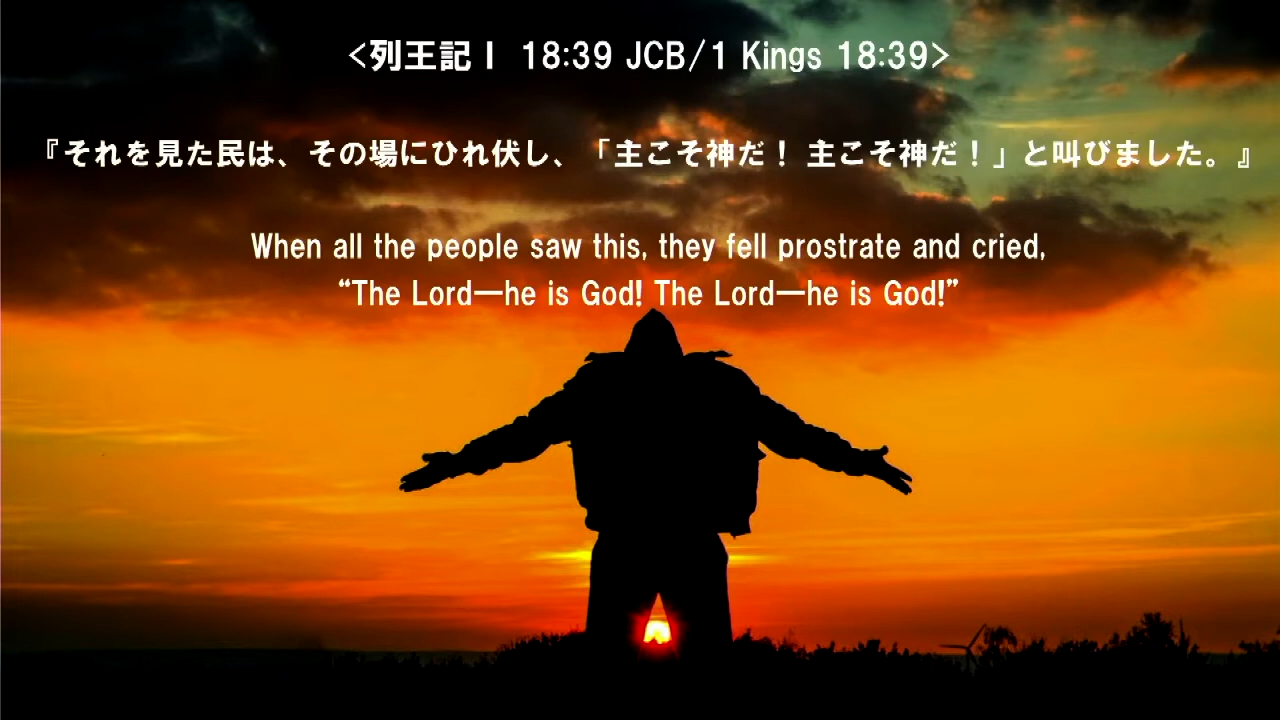 <列王記Ⅰ 18:39 JCB/1 Kings 18:39>
『それを見た民は、その場にひれ伏し、「主こそ神だ！ 主こそ神だ！」と叫びました。』
When all the people saw this, they fell prostrate and cried,
“The Lord—he is God! The Lord—he is God!”